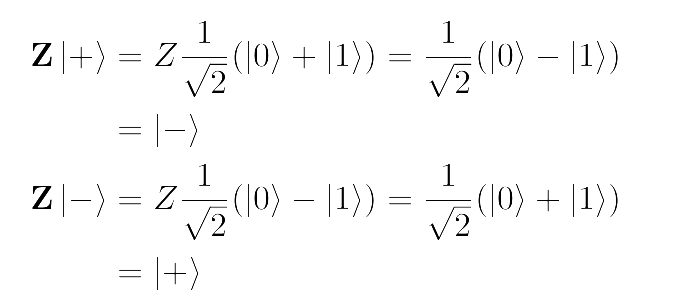 𝐙 |+⟩ = Z 1/√2 (|0⟩ + |1⟩) = 1/√2 (|0⟩ − |1⟩)
= |−⟩
𝐙 |−⟩ = Z 1/√2 (|0⟩ − |1⟩) = 1/√2 (|0⟩ + |1⟩)
= |+⟩